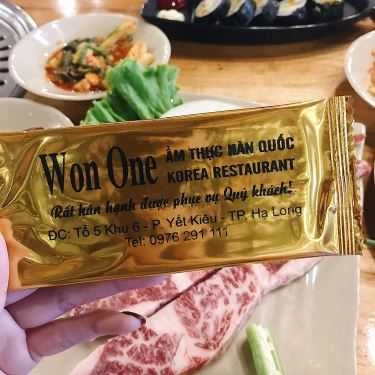 Won One
ẨM THỰC HÀN QUỐC
KOREA RESTAURANT
Rất hân hạnh được phục vụ Quý khách!
ĐC: Tổ 5 Khu 6 - P. Yết Kiêu - TP. Hạ Long
Tel: 0976 291 111